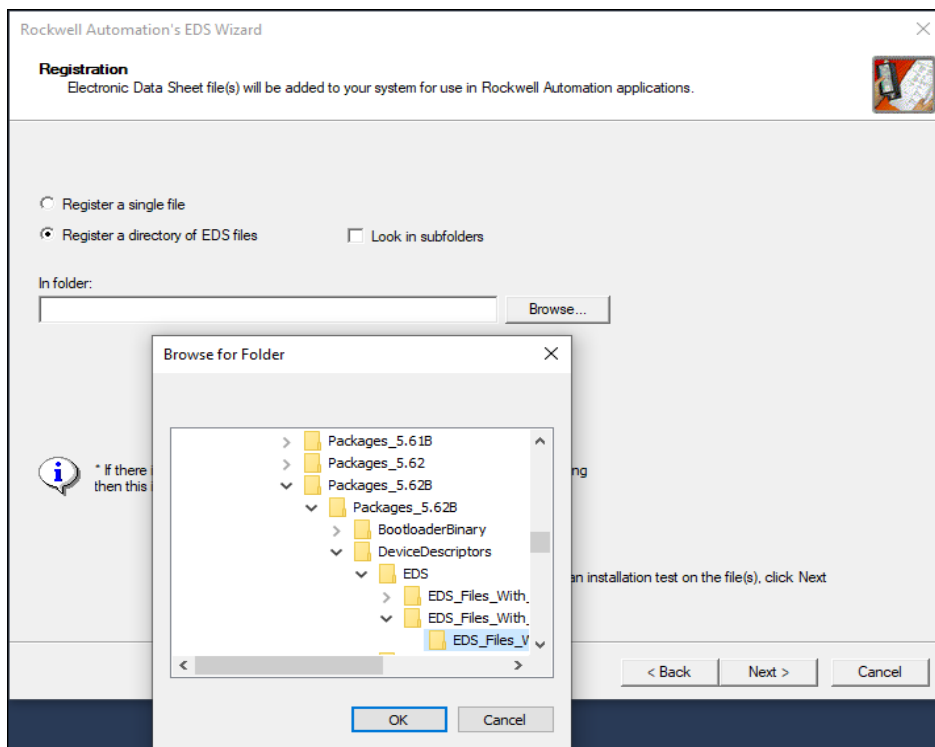 Rockwell Automation's EDS Wizard
Registration
Electronic Data Sheet file(s) will be added to your system for use in Rockwell Automation applications.
Register a single file
Register a directory of EDS files
Look in subfolders
In folder:
Browse...
Browse for Folder
Packages_5.61B
Packages_5.62
Packages_5.62B
Packages_5.62B
BootloaderBinary
DeviceDescriptors
EDS
EDS_Files_With_
EDS_Files_With_
EDS_Files_W
* If there i
ng
then this i
an installation test on the file(s), click Next
< Back
Next >
Cancel
OK
Cancel